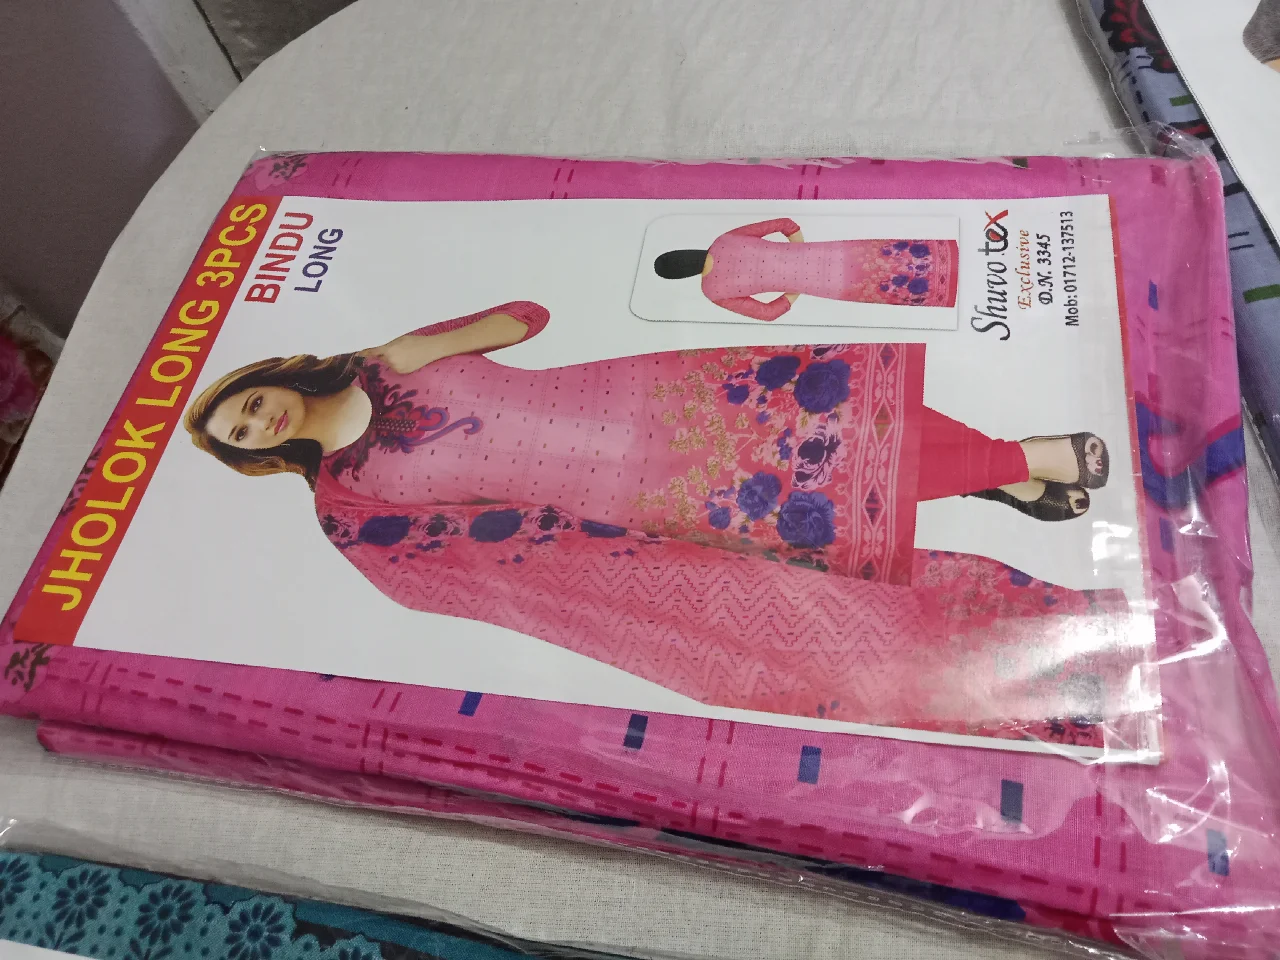 JHOLOK LONG 3PCS
BINDU
LONG
Shuvo tex
Exclusive
D.N. 3345
Mob: 01712-137513